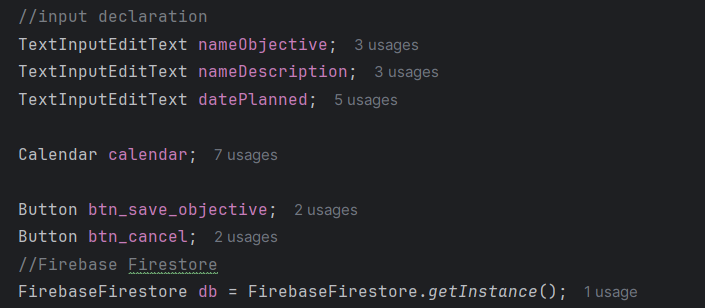 //input declaration
TextInputEditText nameObjective; 3 usages
TextInputEditText nameDescription; 3 usages
TextInputEditText datePlanned; 5 usages
Calendar calendar; 7 usages
Button btn_save_objective; 2 usages
Button btn_cancel; 2 usages
//Firebase Firestore
FirebaseFirestore db = FirebaseFirestore.getInstance(); 1 usage